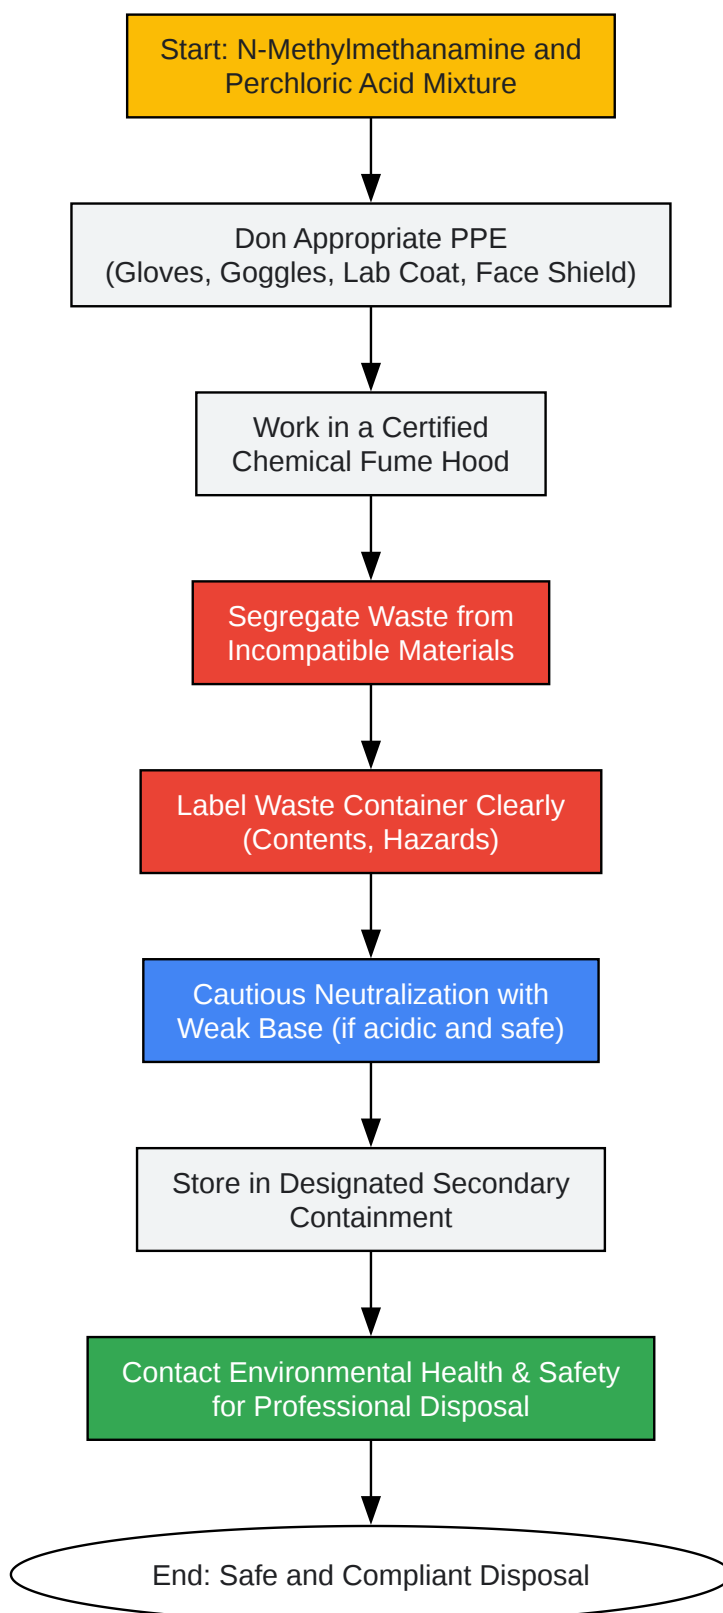 Start: N-Methylmethanamine and
Perchloric Acid Mixture
Don Appropriate PPE
(Gloves, Goggles, Lab Coat, Face Shield)
Work in a Certified
Chemical Fume Hood
Segregate Waste from
Incompatible Materials
Label Waste Container Clearly
(Contents, Hazards)
Cautious Neutralization with
Weak Base (if acidic and safe)
Store in Designated Secondary
Containment
Contact Environmental Health & Safety
for Professional Disposal
End: Safe and Compliant Disposal